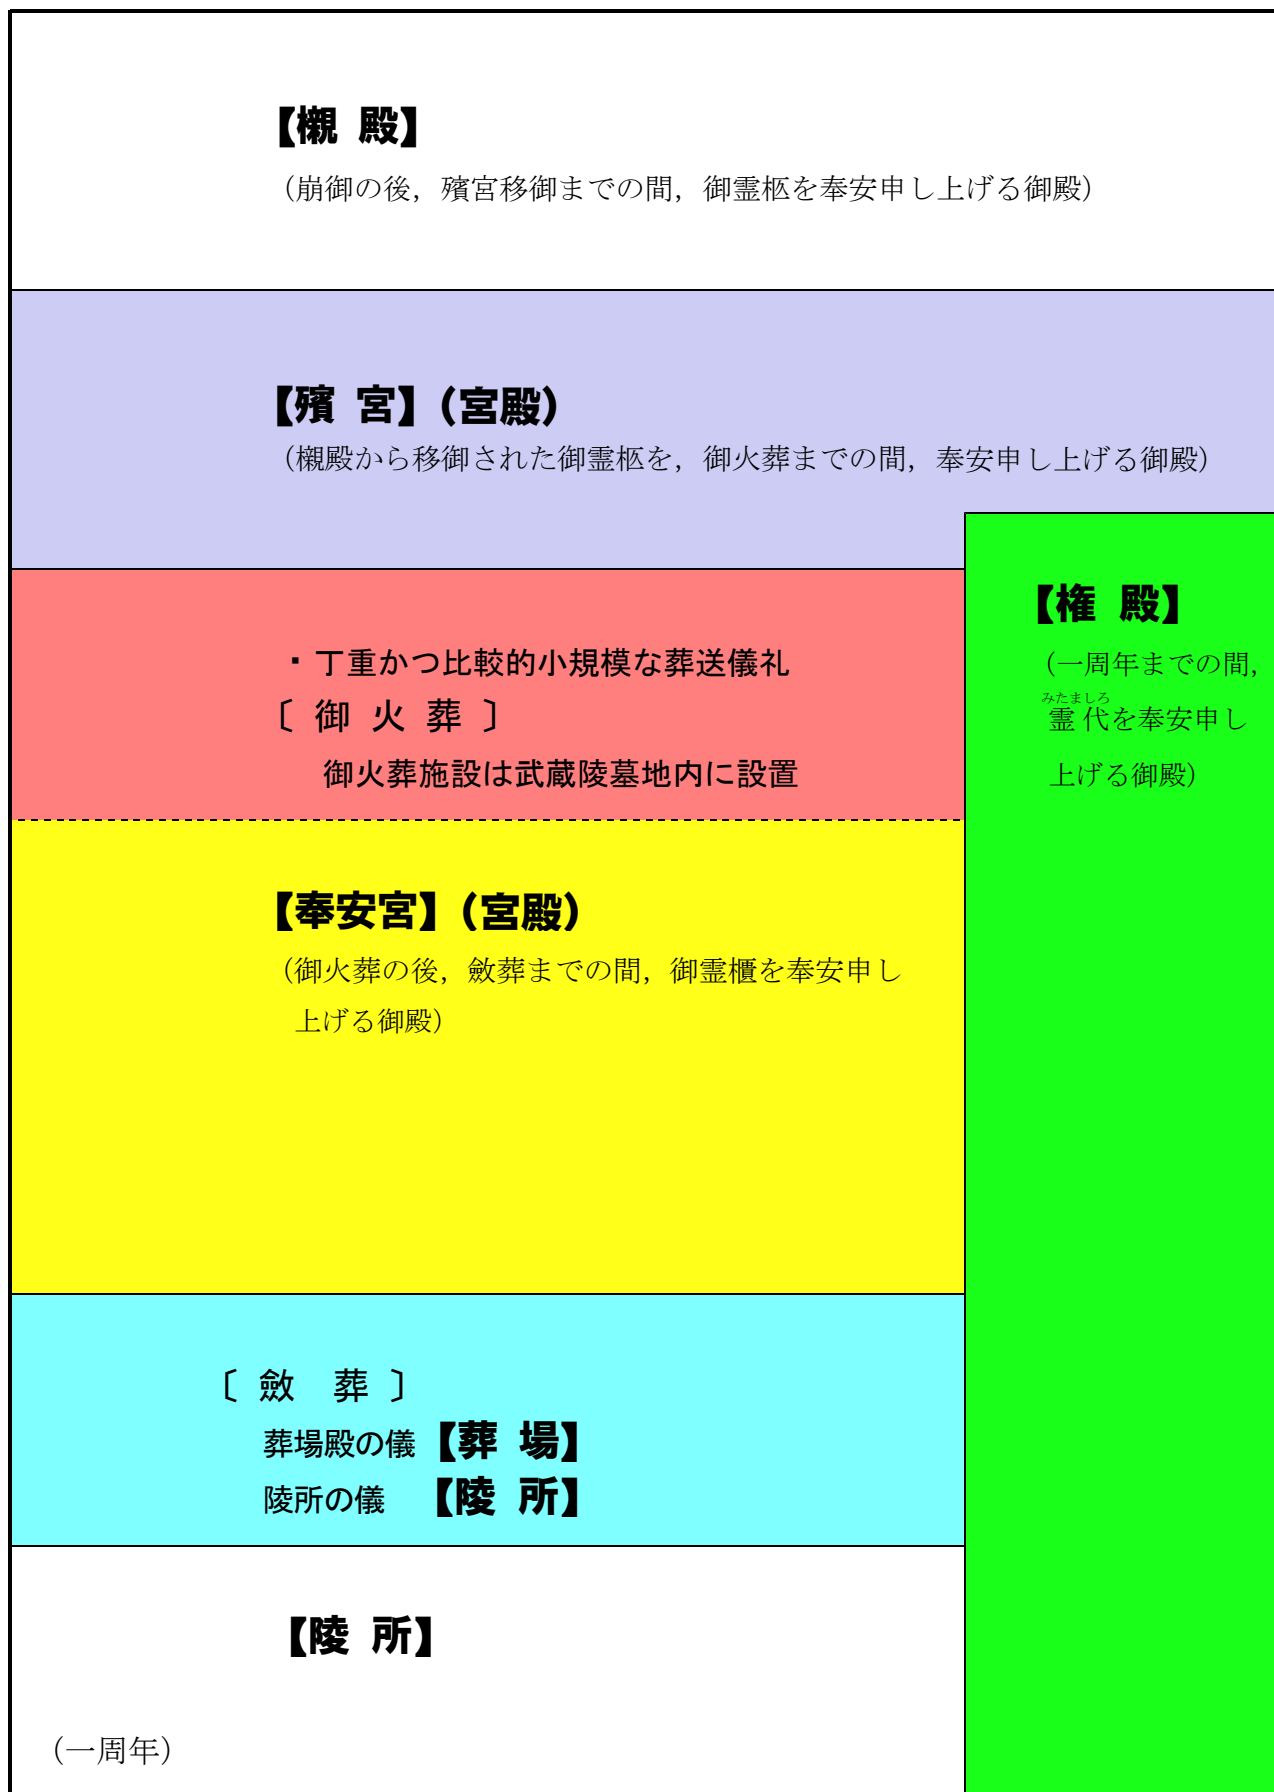 【櫬 殿】
（崩御の後，殯宮移御までの間，御霊柩を奉安申し上げる御殿）
【殯 宮】（宮殿）
（櫬殿から移御された御霊柩を，御火葬までの間，奉安申し上げる御殿）
・丁重かつ比較的小規模な葬送儀礼
〔 御 火 葬 〕
御火葬施設は武蔵陵墓地内に設置
【権 殿】
（一周年までの間，
みたましろ
霊代を奉安申し
上げる御殿）
【奉安宮】（宮殿）
（御火葬の後，斂葬までの間，御霊櫃を奉安申し
上げる御殿）
〔 斂 葬 〕
葬場殿の儀 【葬 場】
陵所の儀 【陵 所】
【陵 所】
（一周年）